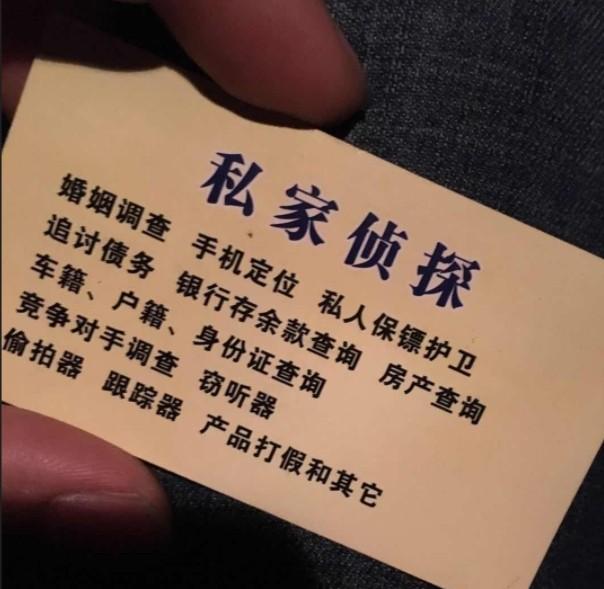 私家侦探
婚姻调查 手机定位 私人保镖护卫
追讨债务 银行存余款查询 房产查询
车籍、户籍、身份证查询
竞争对手调查 窃听器
偷拍器 跟踪器 产品打假和其它